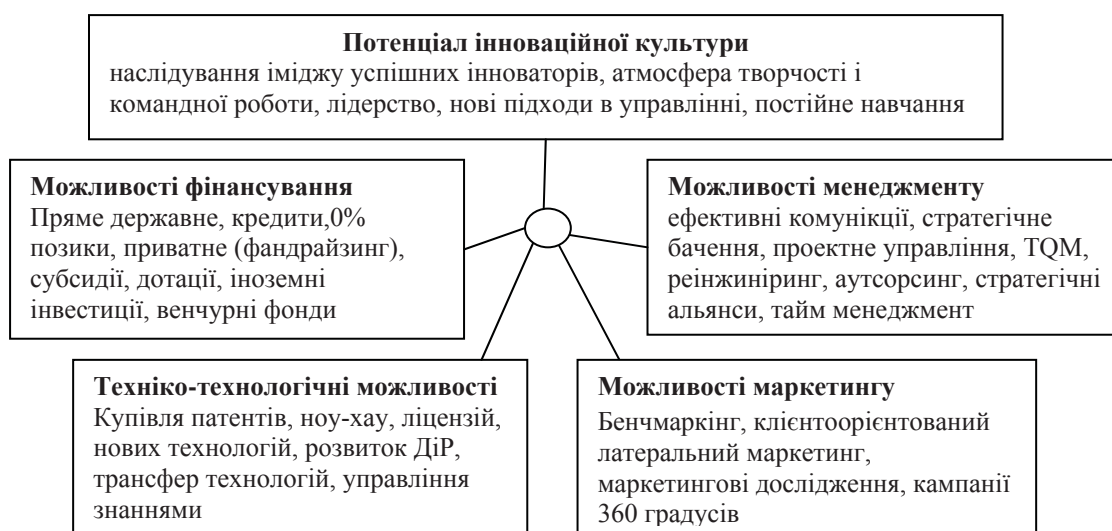 Потенціал інноваційної культури
наслідування іміджу успішних інноваторів, атмосфера творчості і
командної роботи, лідерство, нові підходи в управлінні, постійне навчання
Можливості фінансування
Пряме державне, кредити,0%
позики, приватне (фандрайзинг),
субсидії, дотації, іноземні
інвестиції, венчурні фонди
Можливості менеджменту
ефективні комунікції, стратегічне
бачення, проектне управління, TQM,
реінжиніринг, аутсорсинг, стратегічні
альянси, тайм менеджмент
Техніко-технологічні можливості
Купівля патентів, ноу-хау, ліцензій,
нових технологій, розвиток ДіР,
трансфер технологій, управління
знаннями
Можливості маркетингу
Бенчмаркінг, клієнтоорієнтований
латеральний маркетинг,
маркетингові дослідження, кампанії
360 градусів